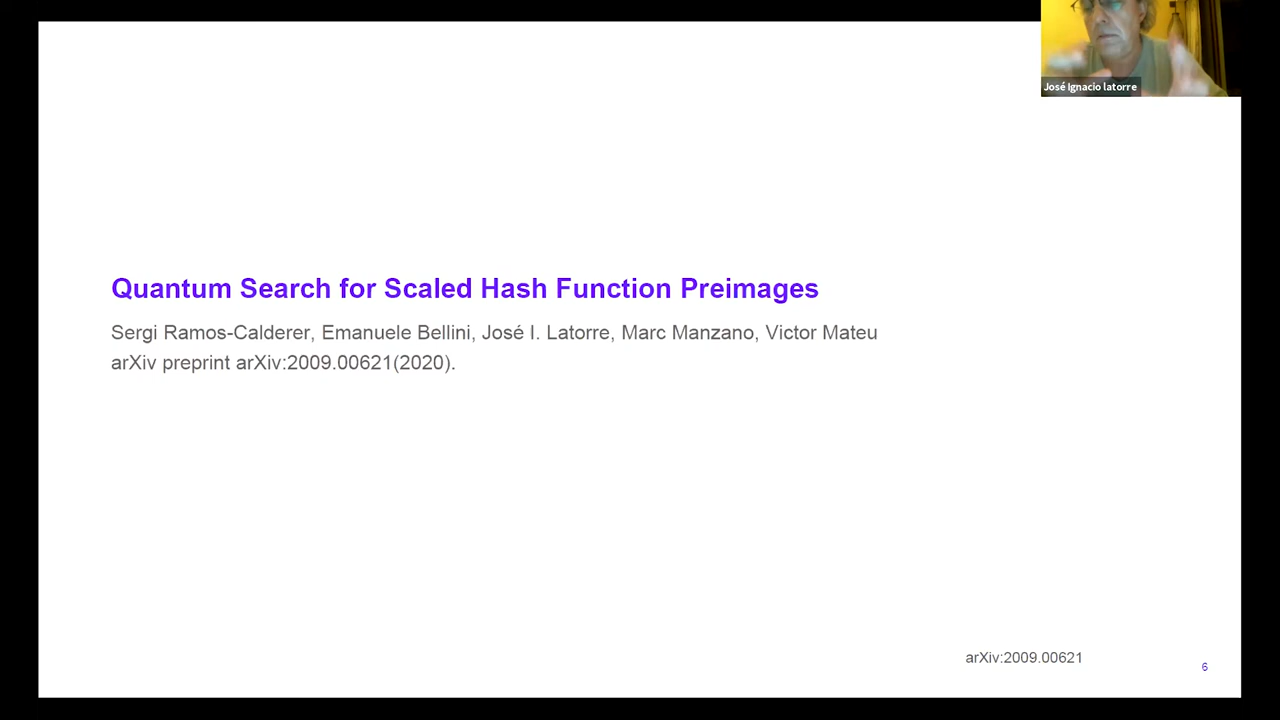 José Ignacio latorre
Quantum Search for Scaled Hash Function Preimages
Sergi Ramos-Calderer, Emanuele Bellini, José I. Latorre, Marc Manzano, Victor Mateu
arXiv preprint arXiv:2009.00621(2020).
arXiv:2009.00621
6